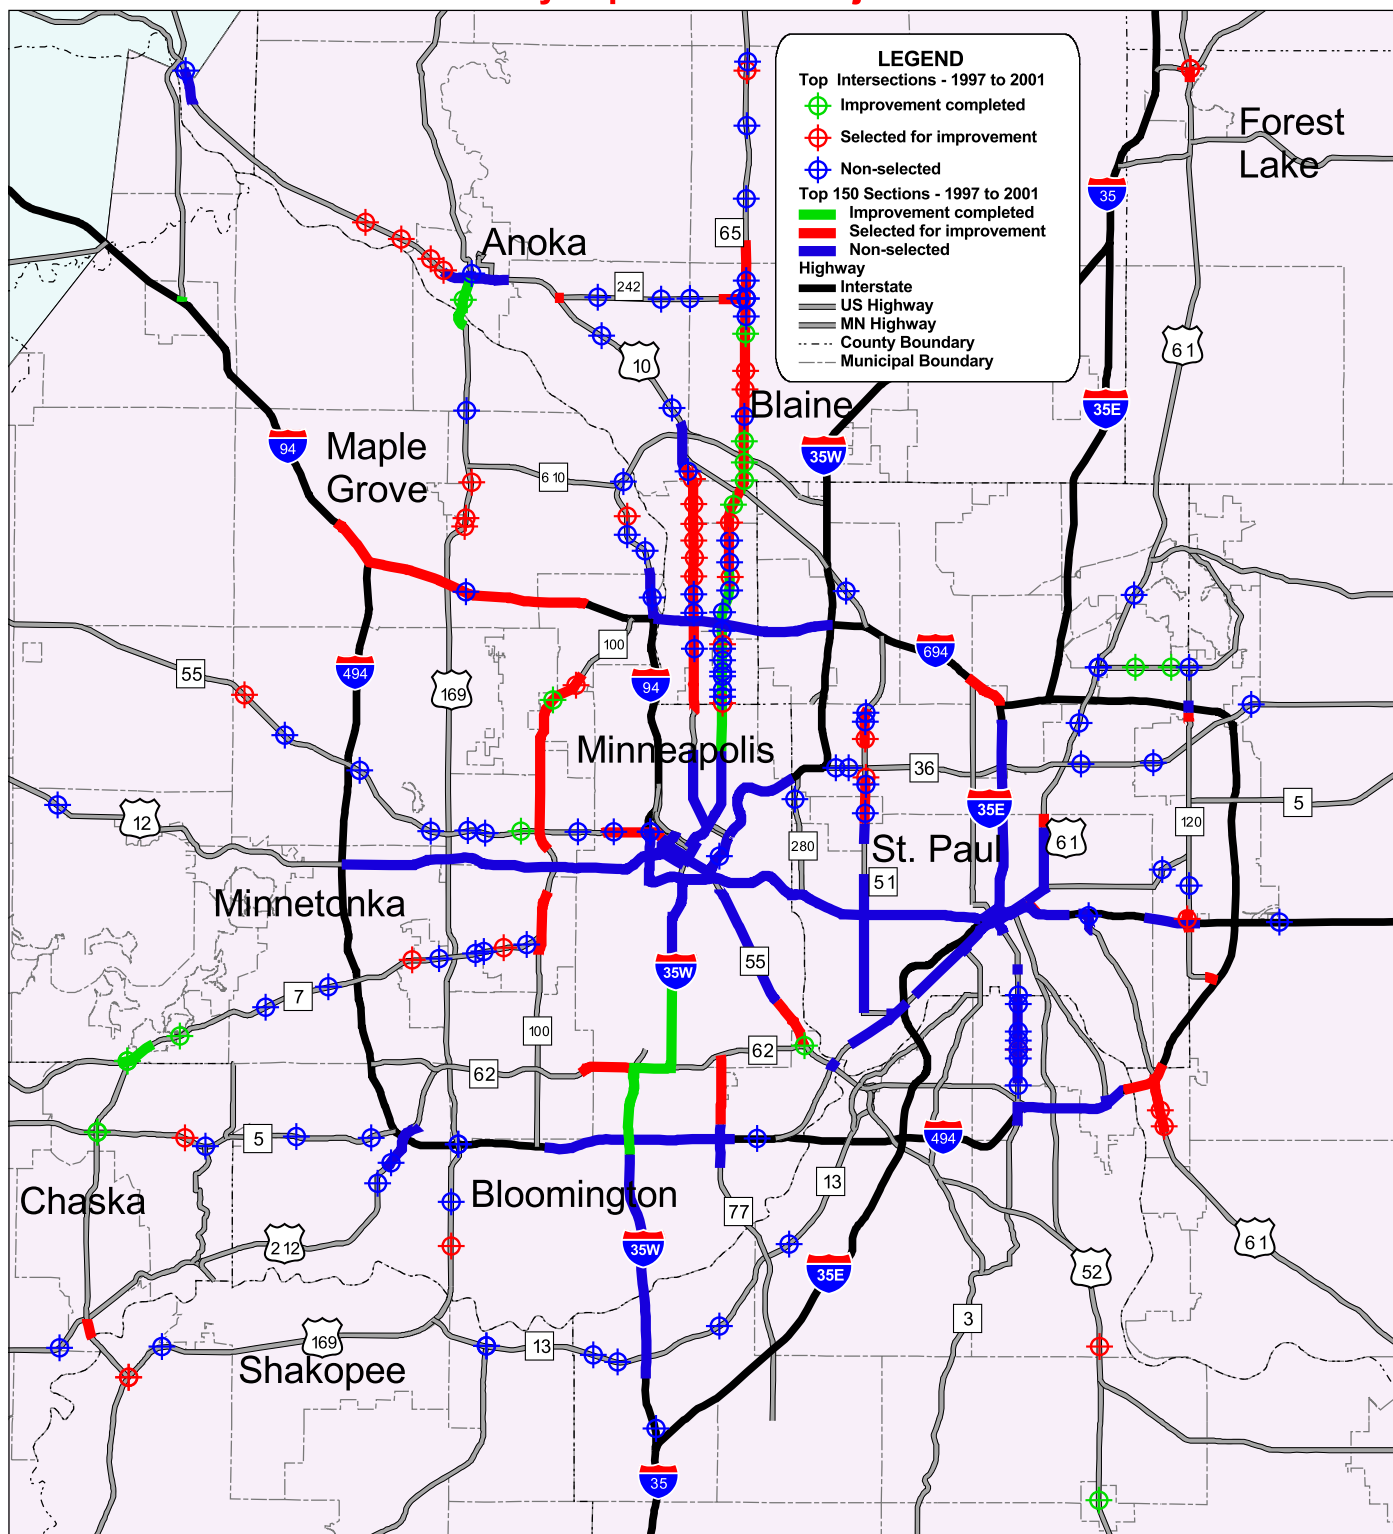 LEGEND
Top Intersections - 1997 to 2001
Improvement completed
Selected for improvement
Non-selected
Top 150 Sections - 1997 to 2001
Improvement completed
Selected for improvement
Non-selected
Highway
Interstate
US Highway
MN Highway
County Boundary
Municipal Boundary
Forest
Lake
35
65
Anoka
242
10
61
Blaine
35E
94
Maple
Grove
35W
610
100
694
55
494
94
169
Minneapolis
36
12
35E
5
120
61
280
St. Paul
51
Minnetonka
55
35W
7
100
62
62
5
494
Chaska
Bloomington
13
77
212
35W
61
35E
52
3
169
13
Shakopee
35